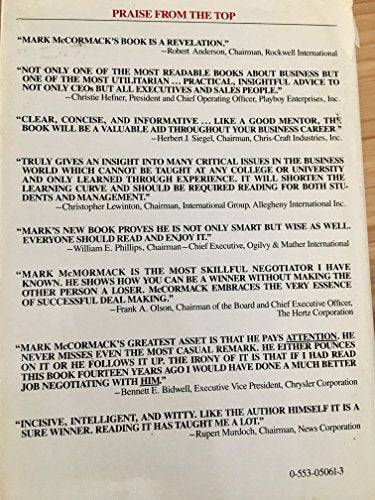 PRAISE FROM THE TOP
"MARK McCORMACK'S BOOK IS A REVELATION."
–Robert Anderson, Chairman, Rockwell International
"NOT ONLY ONE OF THE MOST READABLE BOOKS ABOUT BUSINESS BUT
ONE OF THE MOST UTILITARIAN ... PRACTICAL, INSIGHTFUL ADVICE TO
NOT ONLY CEOs BUT ALL EXECUTIVES AND SALES PEOPLE."
–Christie Hefner, President and Chief Operating Officer, Playboy Enterprises, Inc.
"CLEAR, CONCISE, AND INFORMATIVE ... LIKE A GOOD MENTOR, THE
BOOK WILL BE A VALUABLE AID THROUGHOUT YOUR BUSINESS CAREER."
–Herbert J. Siegel, Chairman, Chris-Craft Industries, Inc.
"TRULY GIVES AN INSIGHT INTO MANY CRITICAL ISSUES IN THE BUSINESS
WORLD WHICH CANNOT BE TAUGHT AT ANY COLLEGE OR UNIVERSITY
AND ONLY LEARNED THROUGH EXPERIENCE. IT WILL SHORTEN THE
LEARNING CURVE AND SHOULD BE REQUIRED READING FOR BOTH STU-
DENTS AND MANAGEMENT."
–Christopher Lewinton, Chairman, International Group, Allegheny International Inc.
"MARK'S NEW BOOK PROVES HE IS NOT ONLY SMART BUT WISE AS WELL.
EVERYONE SHOULD READ AND ENJOY IT."
–William E. Phillips, Chairman –Chief Executive, Ogilvy & Mather International
"MARK McMORMACK IS THE MOST SKILLFUL NEGOTIATOR I HAVE
KNOWN. HE SHOWS HOW YOU CAN BE A WINNER WITHOUT MAKING THE
OTHER PERSON A LOSER. McCORMACK EMBRACES THE VERY ESSENCE
OF SUCCESSFUL DEAL MAKING."
–Frank A. Olson, Chairman of the Board and Chief Executive Officer,
The Hertz Corporation
"MARK McCORMACK'S GREATEST ASSET IS THAT HE PAYS ATTENTION. HE
NEVER MISSES EVEN THE MOST CASUAL REMARK. HE EITHER POUNCES
ON IT OR HE FOLLOWS IT UP. THE IRONY OF IT IS THAT IF I HAD READ
THIS BOOK FOURTEEN YEARS AGO I WOULD HAVE DONE A MUCH BETTER
JOB NEGOTIATING WITH HIM."
–Bennett E. Bidwell, Executive Vice President, Chrysler Corporation
"INCISIVE, INTELLIGENT, AND WITTY. LIKE THE AUTHOR HIMSELF IT IS A
SURE WINNER. READING IT HAS TAUGHT ME A LOT."
–Rupert Murdoch, Chairman, News Corporation
0-553-05061-3